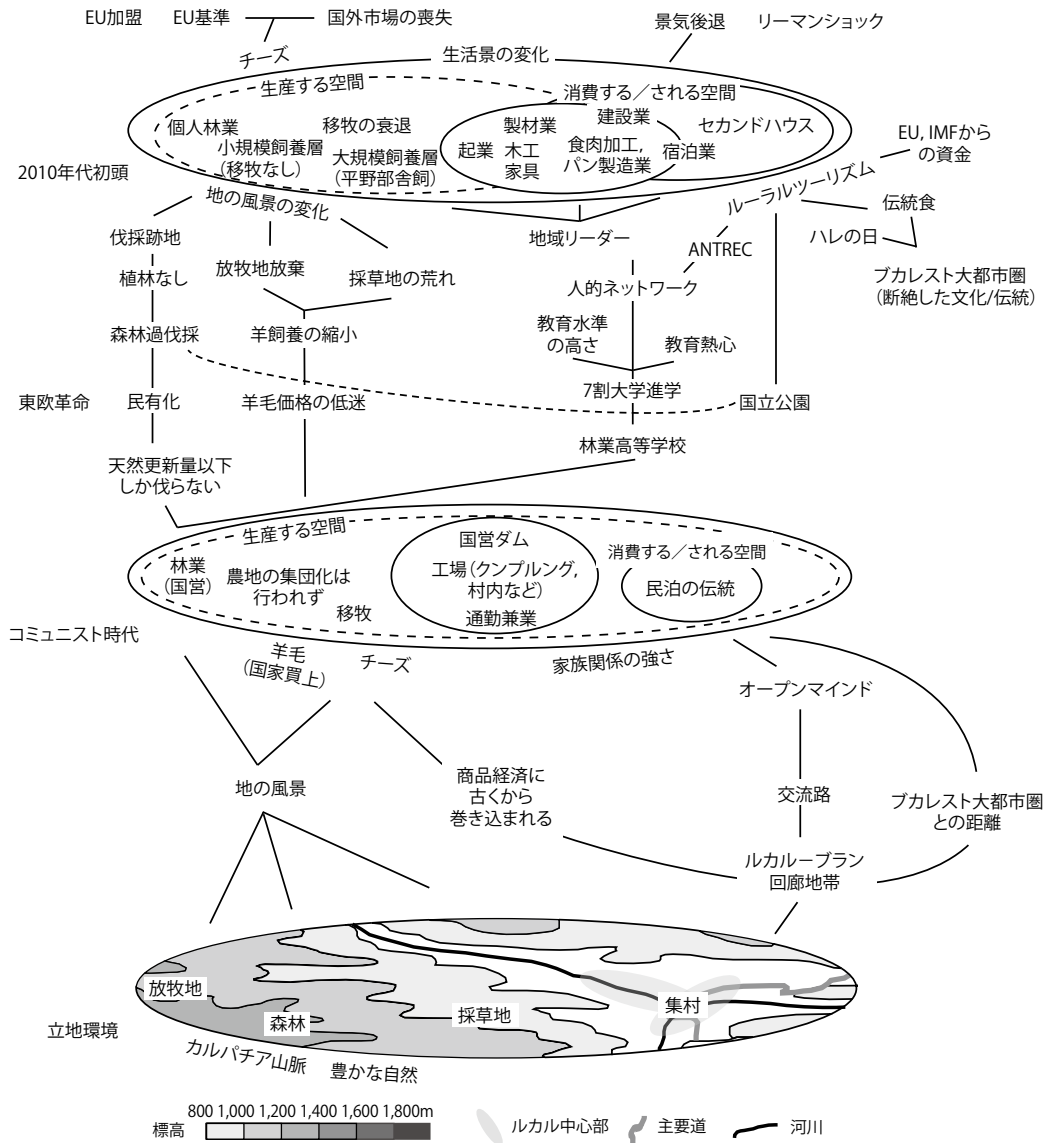 EU加盟 EU基準 国外市場の喪失
景気後退 リーマンショック
チーズ
生活景の変化
生産する空間
消費する／される空間
個人林業
移牧の衰退
小規模飼養層
(移牧なし)
大規模飼養層
(平野部舎飼)
起業
製材業
木工
家具
建設業
食肉加工,
パン製造業
宿泊業
セカンドハウス
EU, IMFから
の資金
2010年代初頭
地の風景の変化
ルーラルツーリズム
伝統食
ハレの日
ブカレスト大都市圏
(断絶した文化/伝統)
伐採跡地
放牧地放棄
採草地の荒れ
地域リーダー
ANTREC
植林なし
人的ネットワーク
森林過伐採
羊飼養の縮小
教育水準
の高さ
教育熱心
7割大学進学
東欧革命
民有化
羊毛価格の低迷
国立公園
林業高等学校
天然更新量以下
しか伐らない
生産する空間
国営ダム
消費する／される空間
林業
(国営)
農地の集団化は
行われず
移牧
工場(クンプルング,
村内など)
通勤兼業
民泊の伝統
コミュニスト時代
羊毛
(国家買上)
チーズ
家族関係の強さ
オープンマインド
地の風景
商品経済に
古くから
巻き込まれる
交流路
ブカレスト大都市圏
との距離
ルカルーブラン
回廊地帯
放牧地
森林
採草地
集村
立地環境
カルパチア山脈 豊かな自然
標高
800 1,000 1,200 1,400 1,600 1,800m
ルカル中心部 主要道 河川